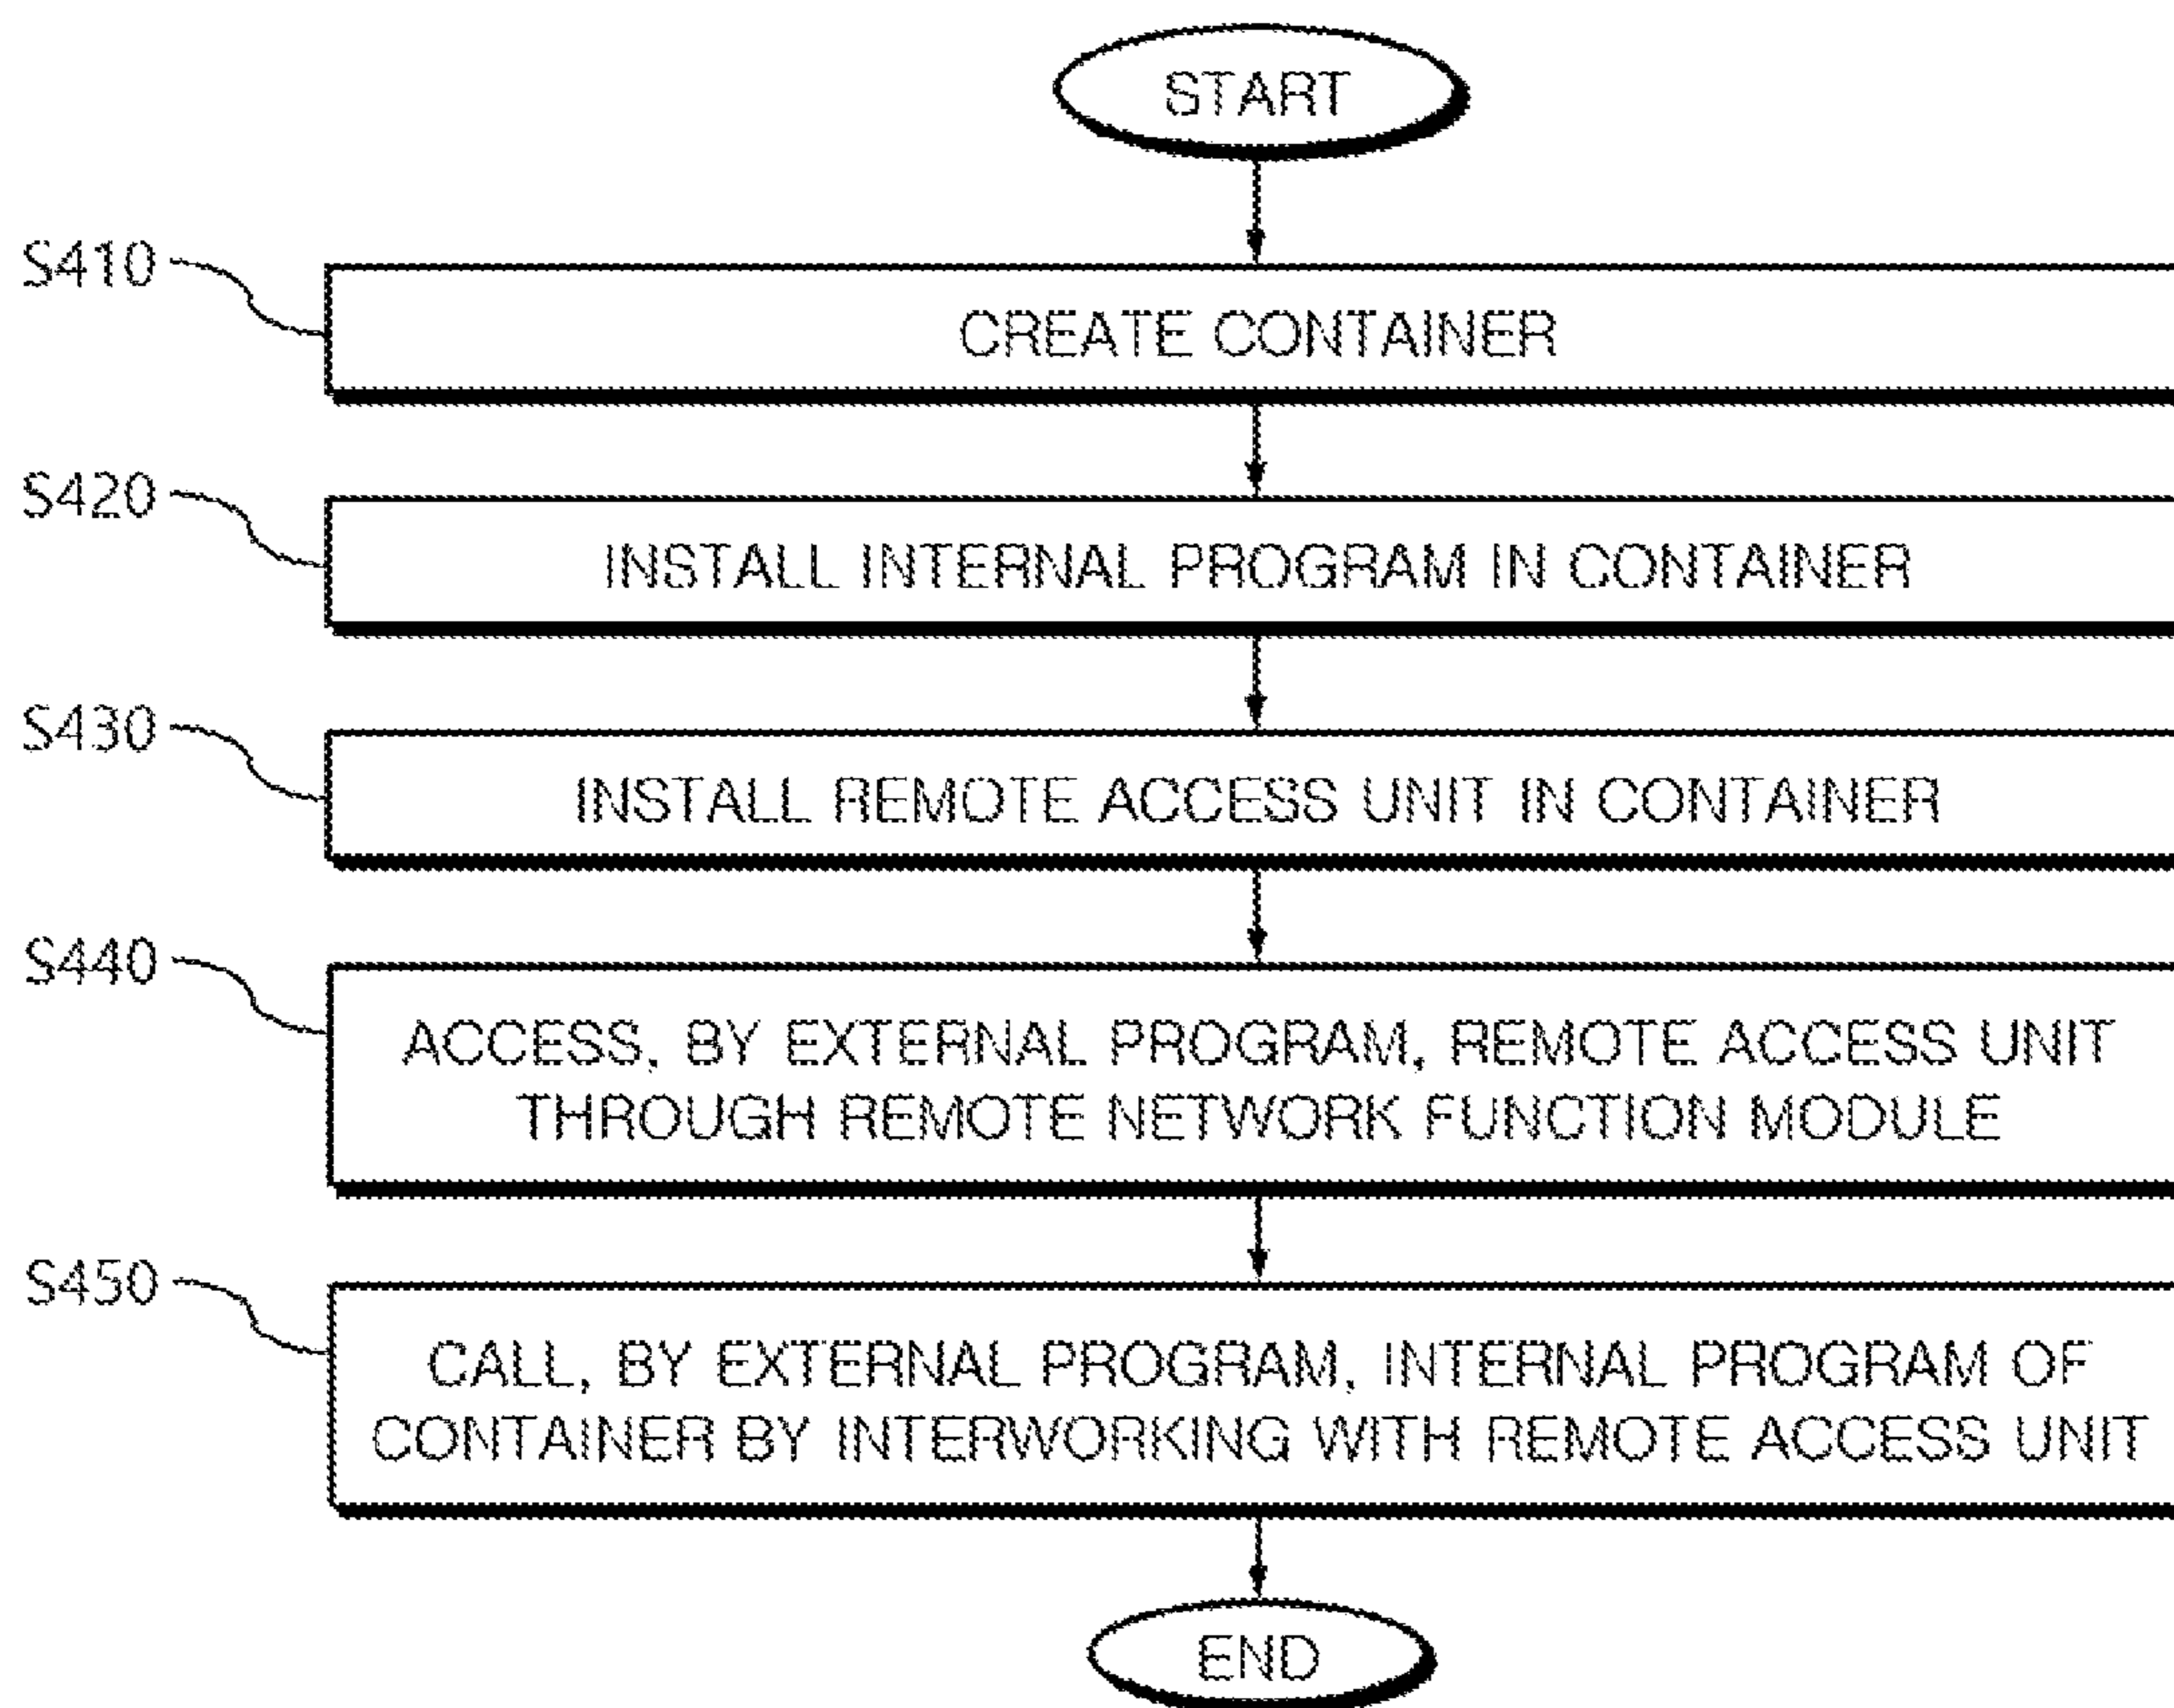 START
S410
CREATE CONTAINER
S420
INSTALL INTERNAL PROGRAM IN CONTAINER
S430
INSTALL REMOTE ACCESS UNIT IN CONTAINER
S440
ACCESS, BY EXTERNAL PROGRAM, REMOTE ACCESS UNIT
THROUGH REMOTE NETWORK FUNCTION MODULE
S450
CALL, BY EXTERNAL PROGRAM, INTERNAL PROGRAM OF
CONTAINER BY INTERWORKING WITH REMOTE ACCESS UNIT
END